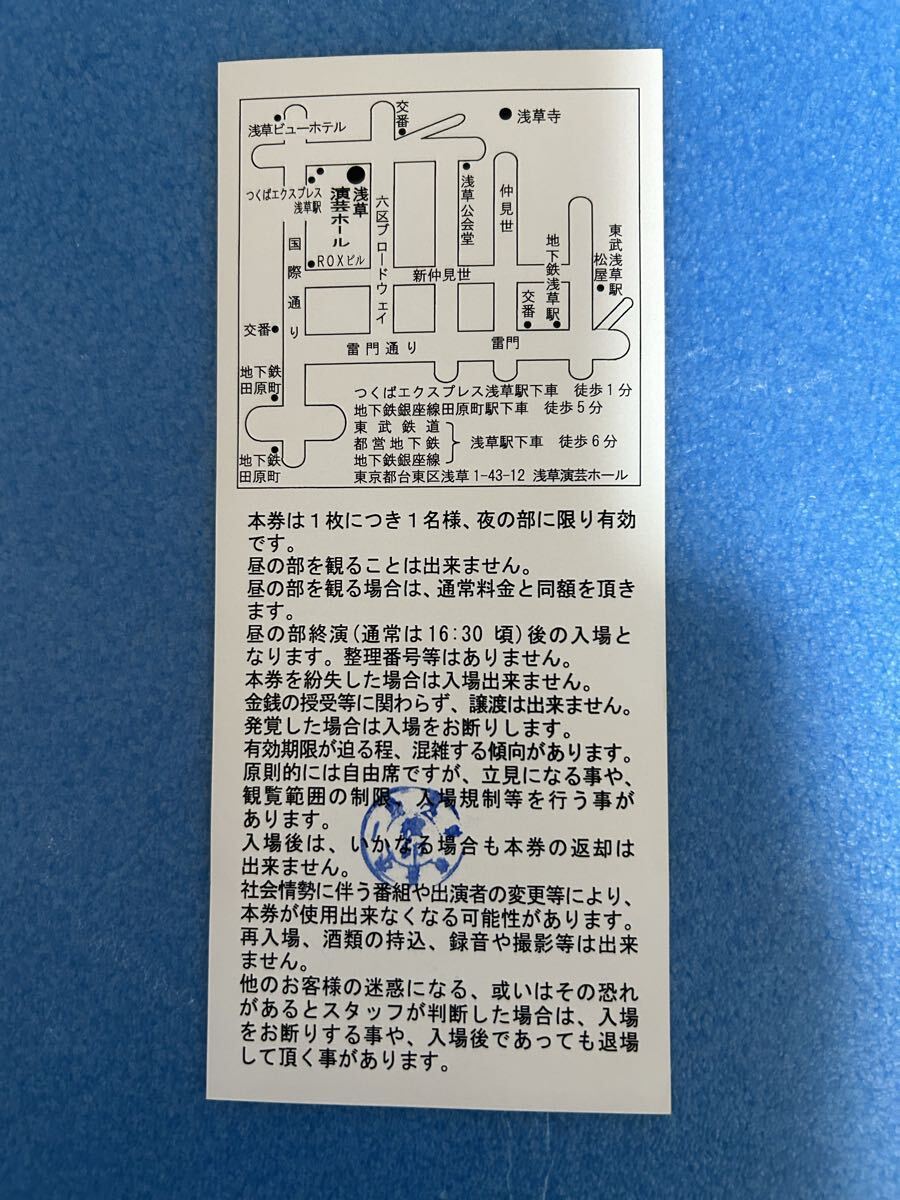 浅草ビューホテル
交番
浅草寺
つくばエクスプレス
浅草駅
浅草
演芸ホール
六区ブロードウェイ
浅草公会堂
仲見世
地下鉄浅草駅
東武浅草駅
松屋
国際通り
ROXビル
新仲見世
交番
交番
雷門通り
雷門
地下鉄
田原町
地下鉄
田原町
つくばエクスプレス浅草駅下車 徒歩1分
地下鉄銀座線田原町駅下車 徒歩5分
東武鉄道
都営地下鉄
地下鉄銀座線
浅草駅下車 徒歩6分
東京都台東区浅草1-43-12 浅草演芸ホール
本券は1枚につき1名様、夜の部に限り有効
です。
昼の部を観ることは出来ません。
昼の部を観る場合は、通常料金と同額を頂き
ます。
昼の部終演(通常は16:30 頃)後の入場と
なります。整理番号等はありません。
本券を紛失した場合は入場出来ません。
金銭の授受等に関わらず、譲渡は出来ません。
発覚した場合は入場をお断りします。
有効期限が迫る程、混雑する傾向があります。
原則的には自由席ですが、立見になる事や、
観覧範囲の制限、入場規制等を行う事が
あります。
入場後は、いかなる場合も本券の返却は
出来ません。
社会情勢に伴う番組や出演者の変更等により、
本券が使用出来なくなる可能性があります。
再入場、酒類の持込、録音や撮影等は出来
ません。
他のお客様の迷惑になる、或いはその恐れ
があるとスタッフが判断した場合は、入場
をお断りする事や、入場後であっても退場
して頂く事があります。